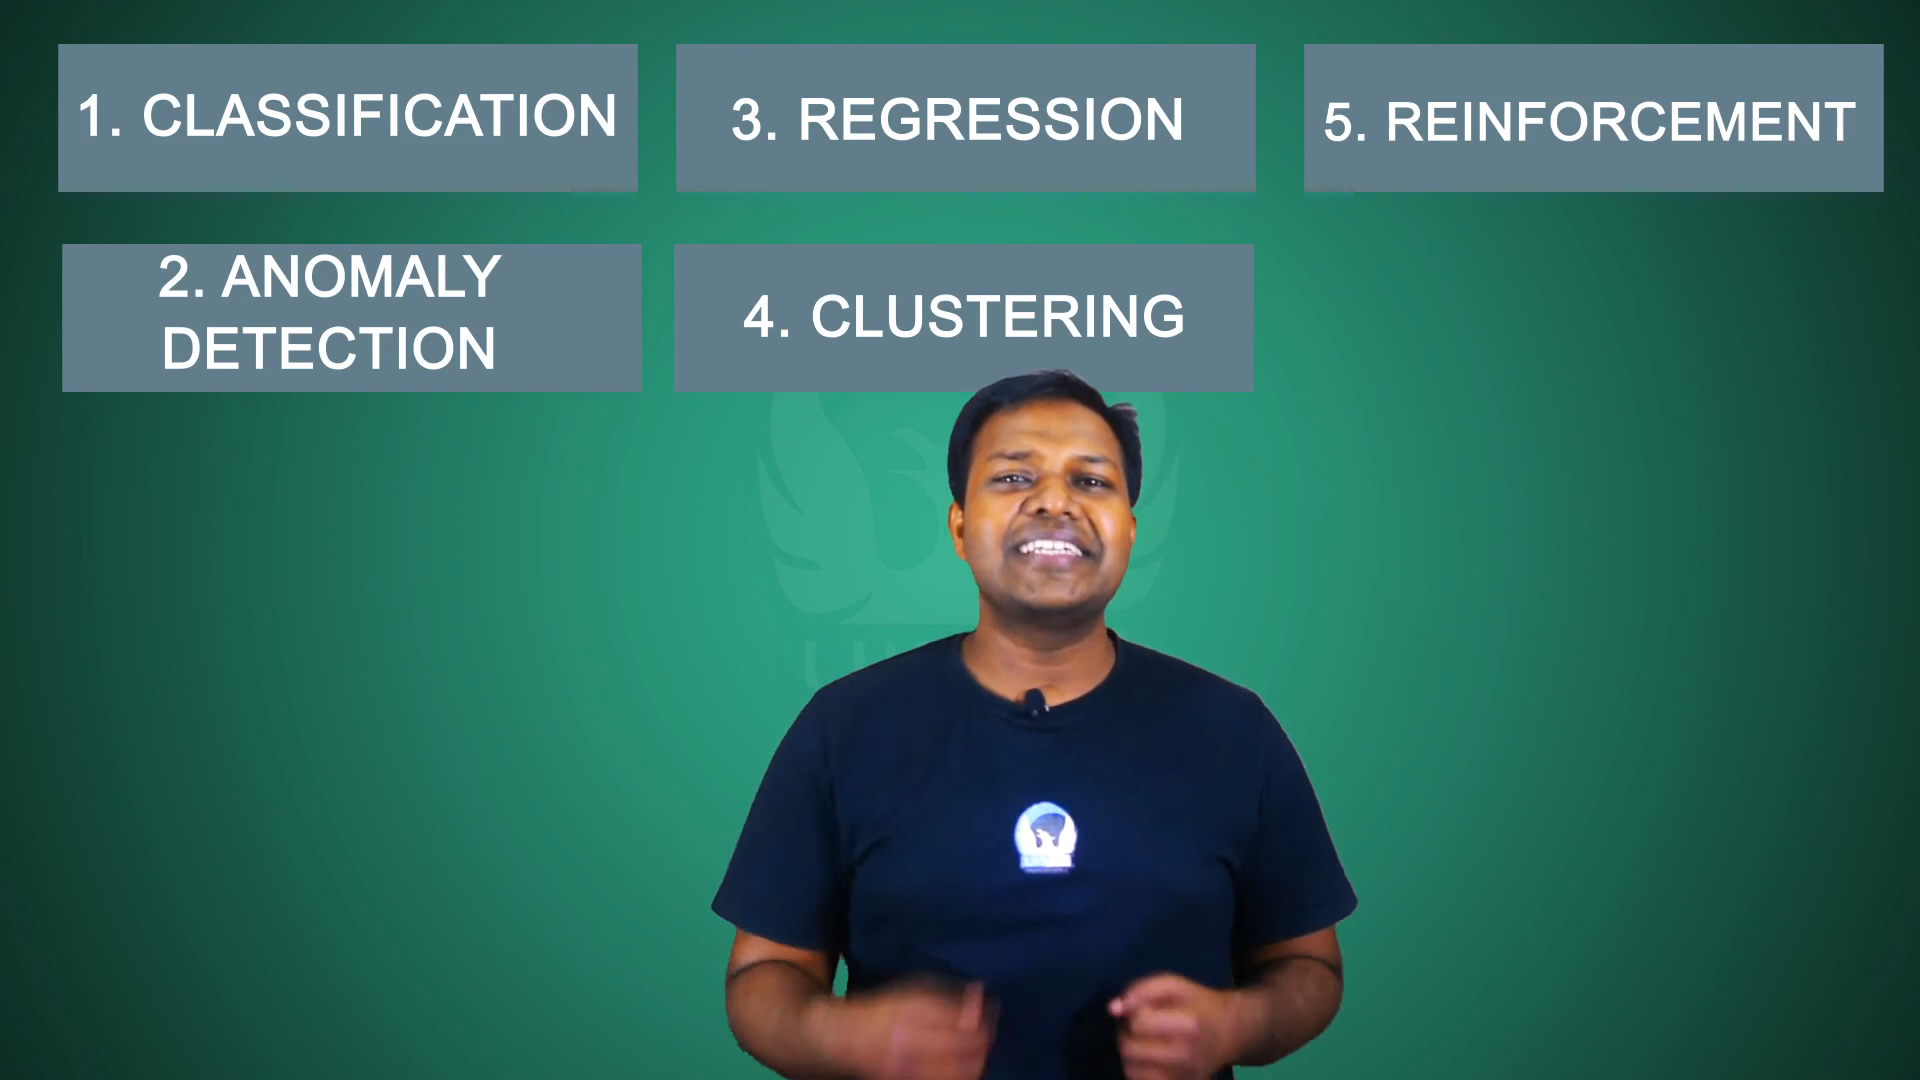 1. CLASSIFICATION
2. ANOMALY
DETECTION
3. REGRESSION
4. CLUSTERING
5. REINFORCEMENT